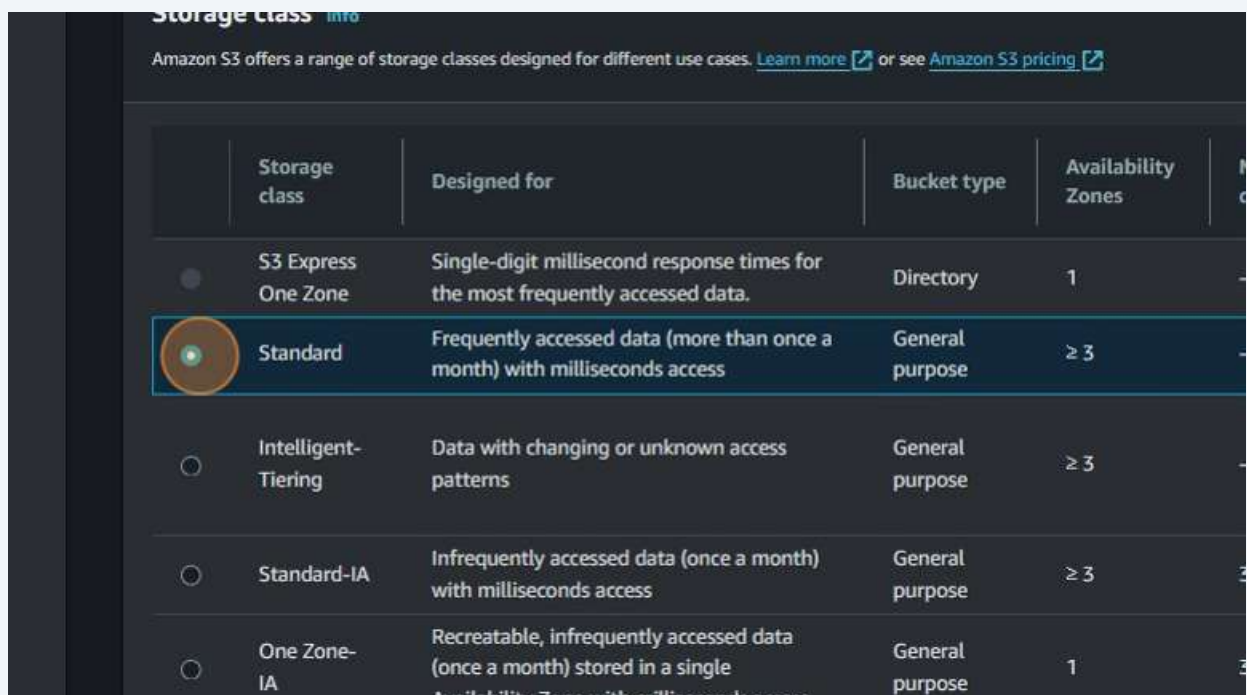 Storage class Info
Amazon S3 offers a range of storage classes designed for different use cases. Learn more or see Amazon S3 pricing
Storage class
Designed for
Bucket type
Availability Zones
S3 Express One Zone
Single-digit millisecond response times for
the most frequently accessed data.
Directory
1
-
Standard
Frequently accessed data (more than once a
month) with milliseconds access
General
purpose
≥ 3
-
Intelligent-
Tiering
Data with changing or unknown access
patterns
General
purpose
≥ 3
-
Standard-IA
Infrequently accessed data (once a month)
with milliseconds access
General
purpose
≥ 3
3
One Zone-
IA
Recreatable, infrequently accessed data
(once a month) stored in a single
General
purpose
1
3